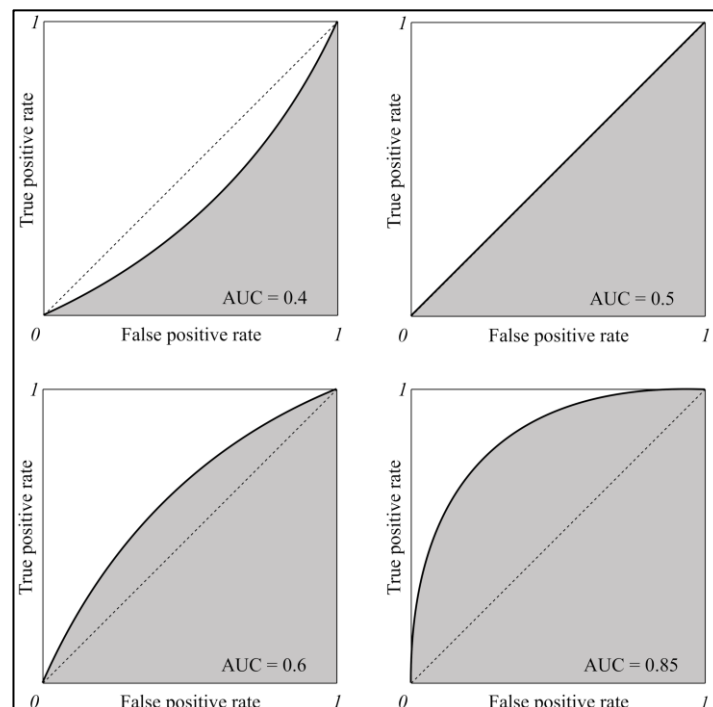 1
1
True positive rate
True positive rate
AUC = 0.4
AUC = 0.5
0 False positive rate 1
0 False positive rate 1
1
1
True positive rate
True positive rate
AUC = 0.6
AUC = 0.85
0 False positive rate 1
0 False positive rate 1